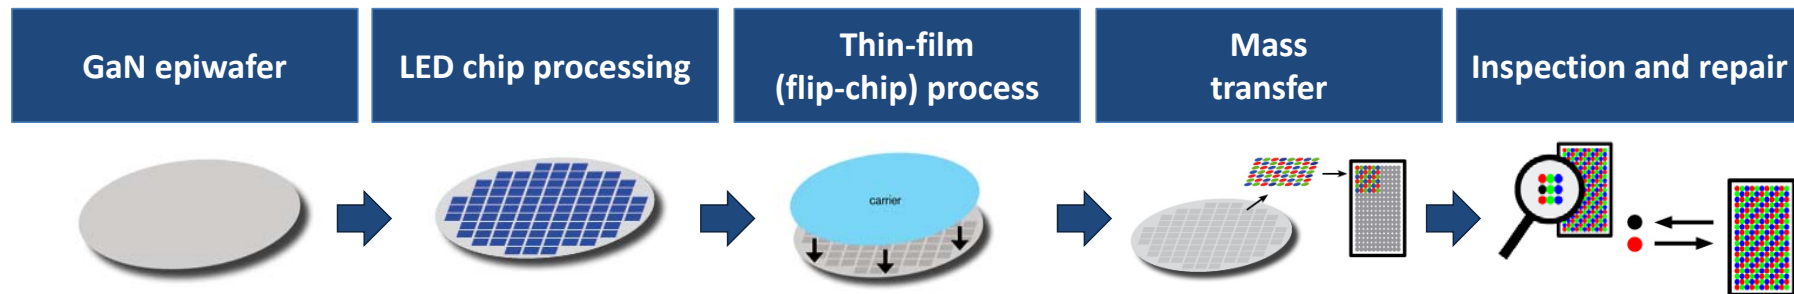 GaN epiwafer
LED chip processing
Thin-film
(flip-chip) process
Mass
transfer
Inspection and repair
carrier